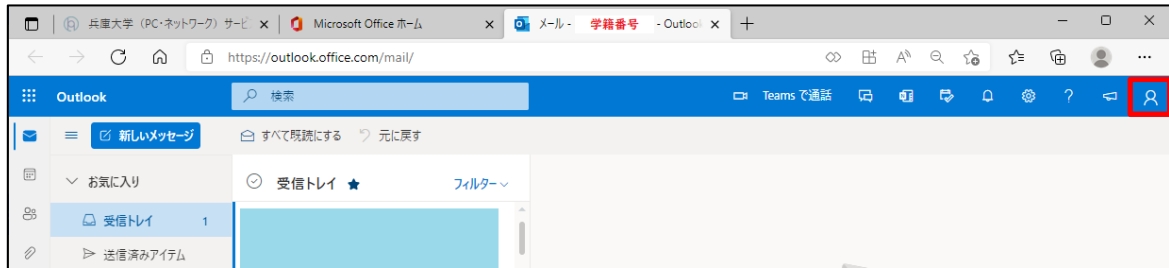 兵庫大学 (PC・ネットワーク) サービ
Microsoft Office ホーム
メール - 学籍番号 - Outlook
https://outlook.office.com/mail/
Outlook
検索
Teams で通話
新しいメッセージ
すべて既読にする
元に戻す
お気に入り
受信トレイ ★
フィルター
受信トレイ 1
送信済みアイテム